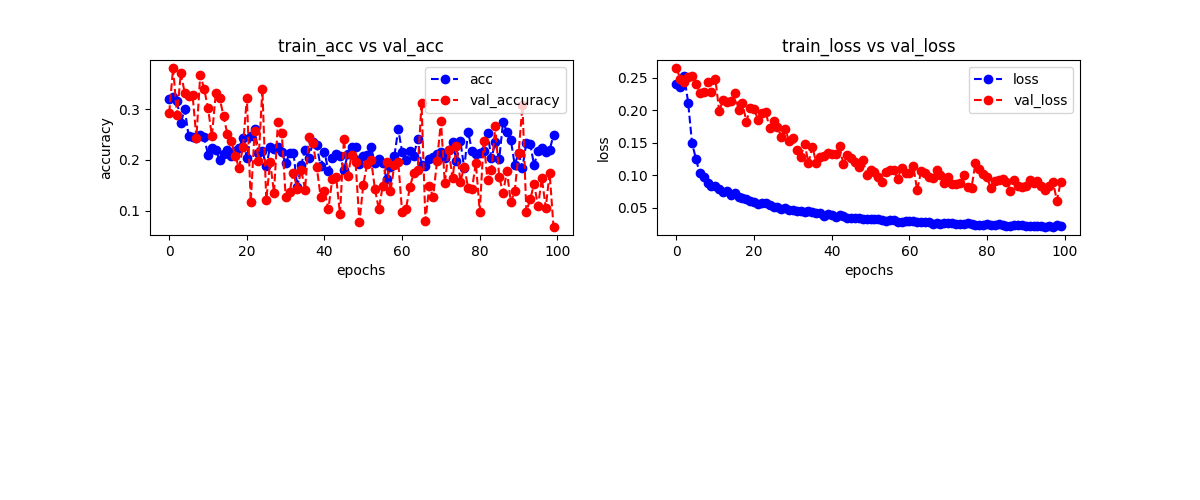 train_acc vs val_acc
acc
val_accuracy
0.3
0.2
0.1
accuracy
0 20 40 60 80 100
epochs
train_loss vs val_loss
loss
val_loss
0.25
0.20
0.15
0.10
0.05
loss
0 20 40 60 80 100
epochs